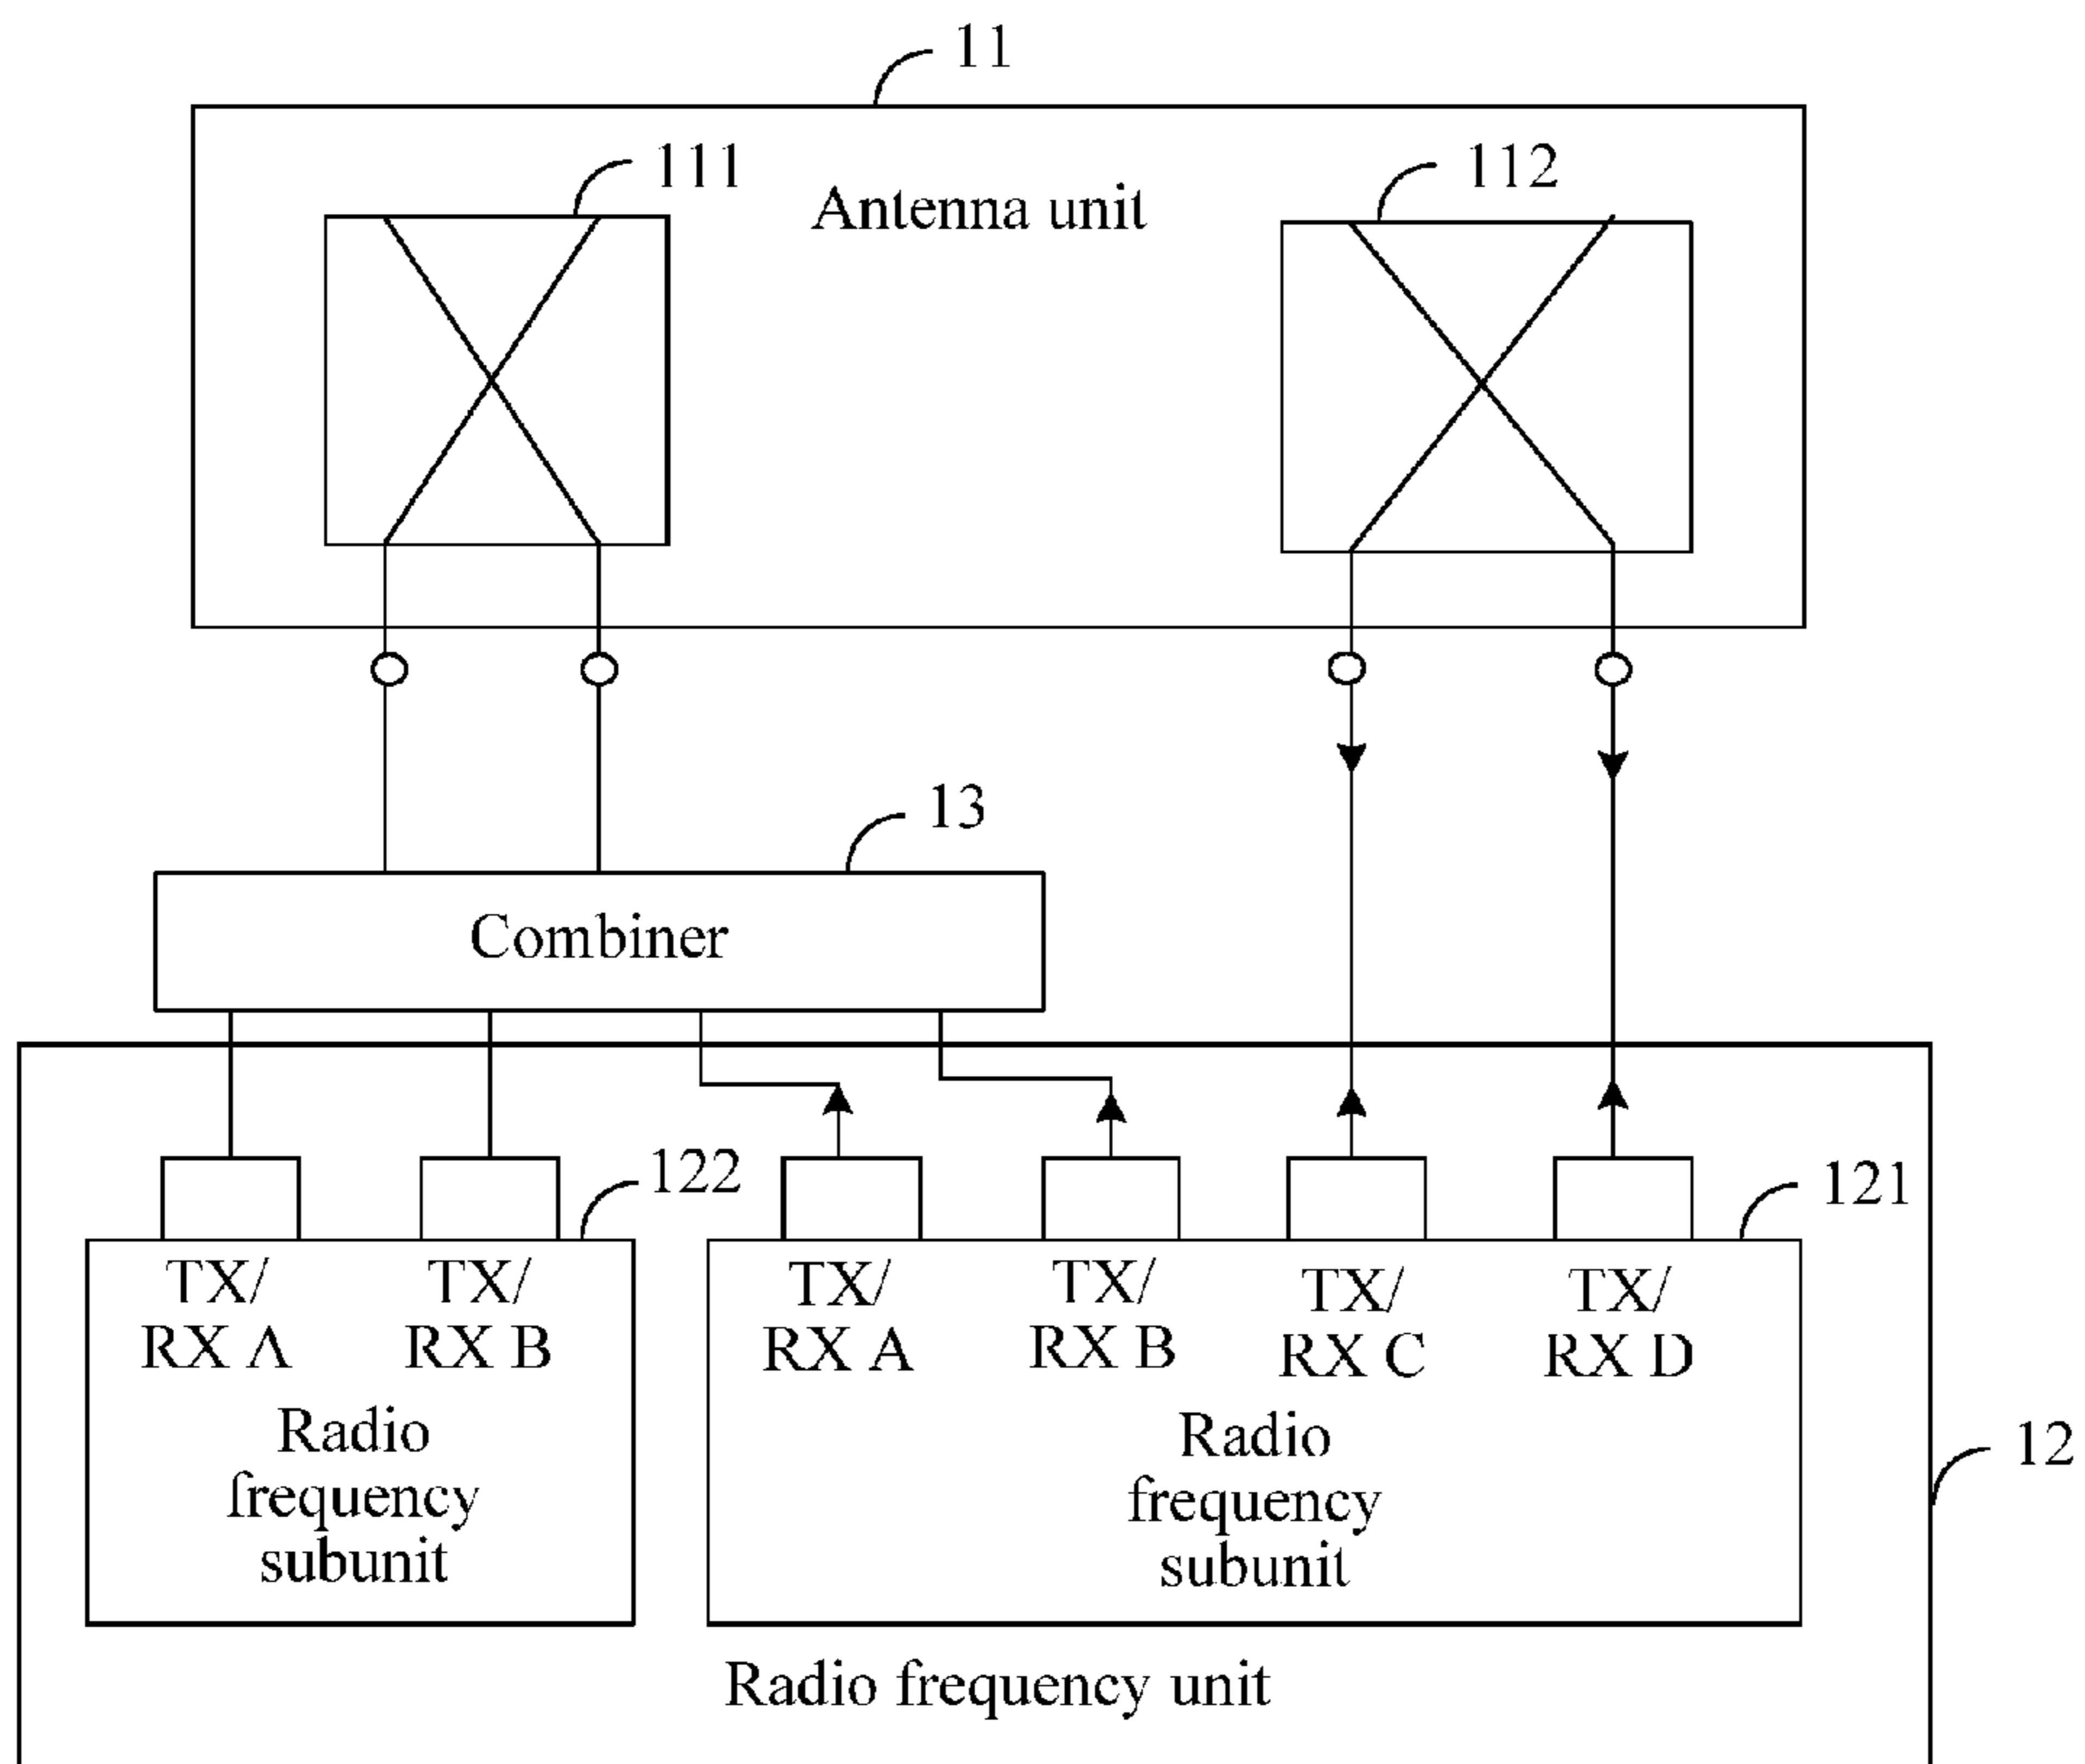 11
111
Antenna unit
112
13
Combiner
122
121
TX/
RX A
TX/
RX B
TX/
RX A
TX/
RX B
TX/
RX C
TX/
RX D
Radio
frequency
subunit
Radio
frequency
subunit
12
Radio frequency unit